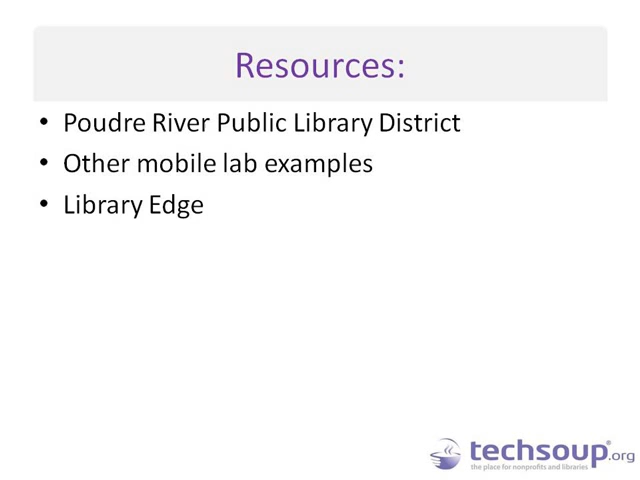 Resources:
• Poudre River Public Library District
• Other mobile lab examples
• Library Edge
techsoup®.org
the place for nonprofits and libraries